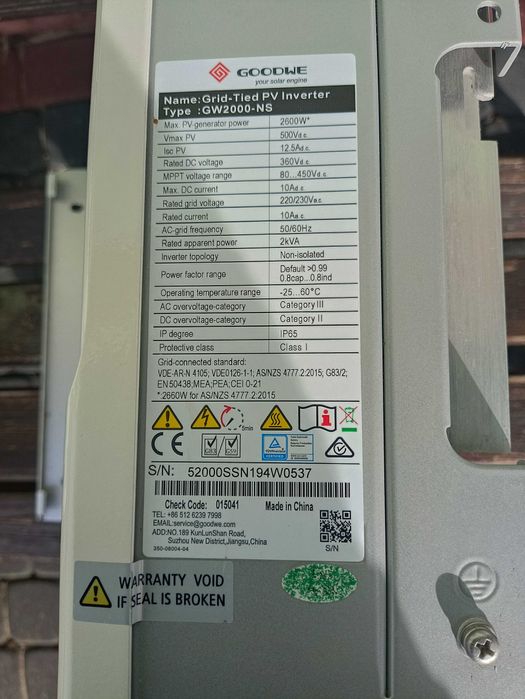 GOODWE
your solar engine
Name:Grid-Tied PV Inverter
Type :GW2000-NS
Max. PV-generator power 2600W*
Vmax PV 500Vd.c.
Isc PV 12.5Ad.c.
Rated DC voltage 360Vd.c.
MPPT voltage range 80...450Vd.c.
Max. DC current 10Ad.c.
Rated grid voltage 220/230Va.c.
Rated current 10Aa.c.
AC-grid frequency 50/60Hz
Rated apparent power 2kVA
Inverter topology Non-isolated
Power factor range Default >0.99
0.8cap...0.8ind
Operating temperature range -25...60°C
AC overvoltage-category Category III
DC overvoltage-category Category II
IP degree IP65
Protective class Class I
Grid-connected standard:
VDE-AR-N 4105; VDE0126-1-1; AS/NZS 4777.2:2015; G83/2;
EN50438;MEA;PEA;CEI 0-21
*:2660W for AS/NZS 4777.2:2015
5min
CE G83 G59
S/N: 52000SSN194W0537
Check Code: 015041 Made in China
TEL: +86 512 6239 7998
EMAIL:service@goodwe.com
ADD:NO.189 KunLunShan Road,
Suzhou New District,Jiangsu,China
350-08004-04 S/N
WARRANTY VOID
IF SEAL IS BROKEN